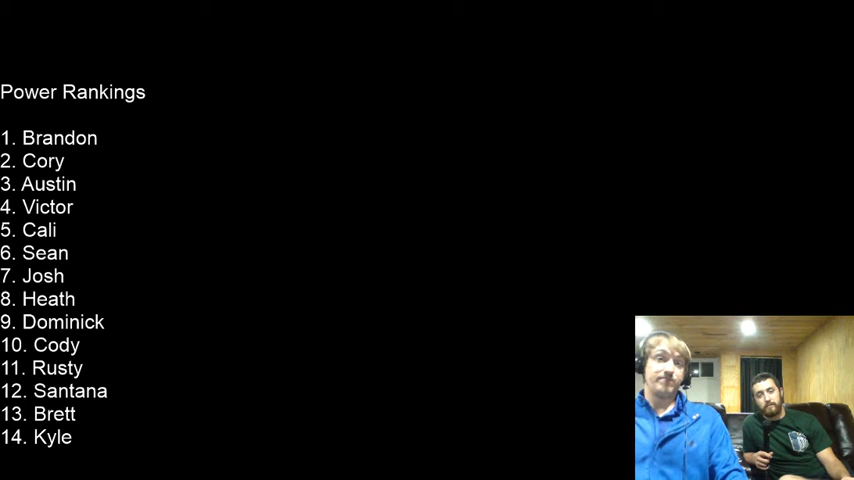 Power Rankings
1. Brandon
2. Cory
3. Austin
4. Victor
5. Cali
6. Sean
7. Josh
8. Heath
9. Dominick
10. Cody
11. Rusty
12. Santana
13. Brett
14. Kyle